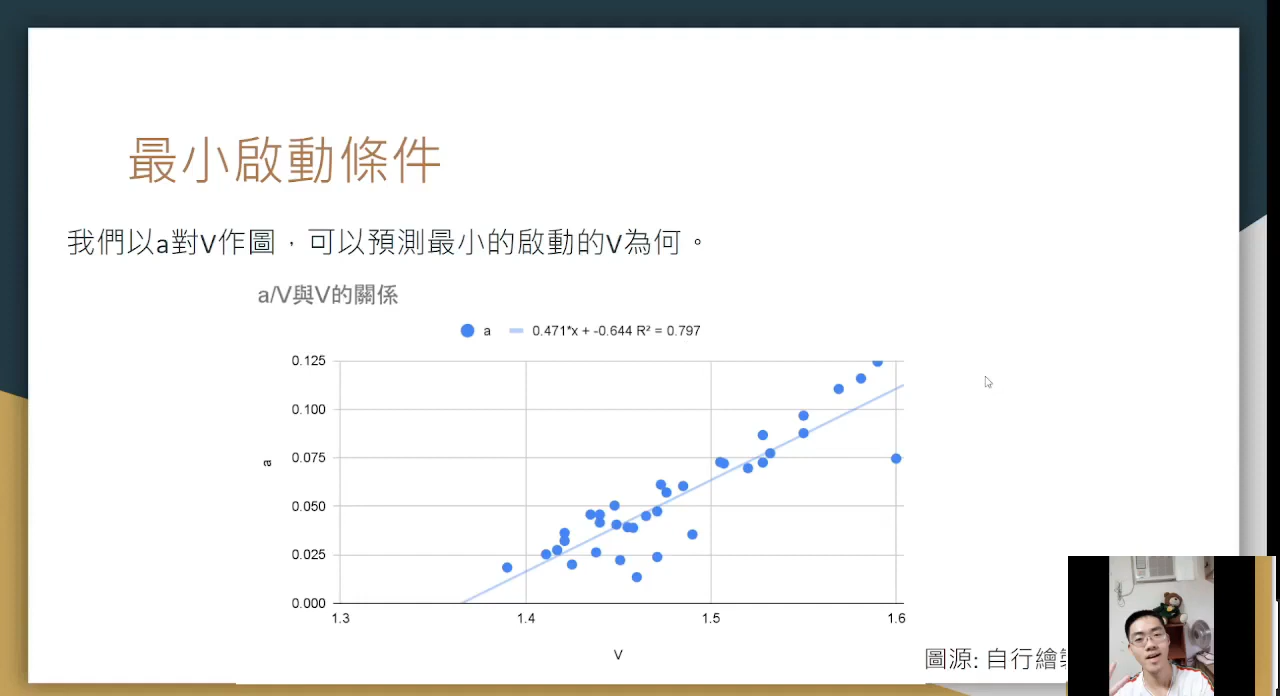 最小啟動條件
我們以a對V作圖，可以預測最小的啟動的V為何。
a/V與V的關係
a 0.471*x + -0.644 R² = 0.797
0.125
0.100
0.075
0.050
0.025
0.000
a
1.3 1.4 1.5 1.6
V
圖源: 自行繪